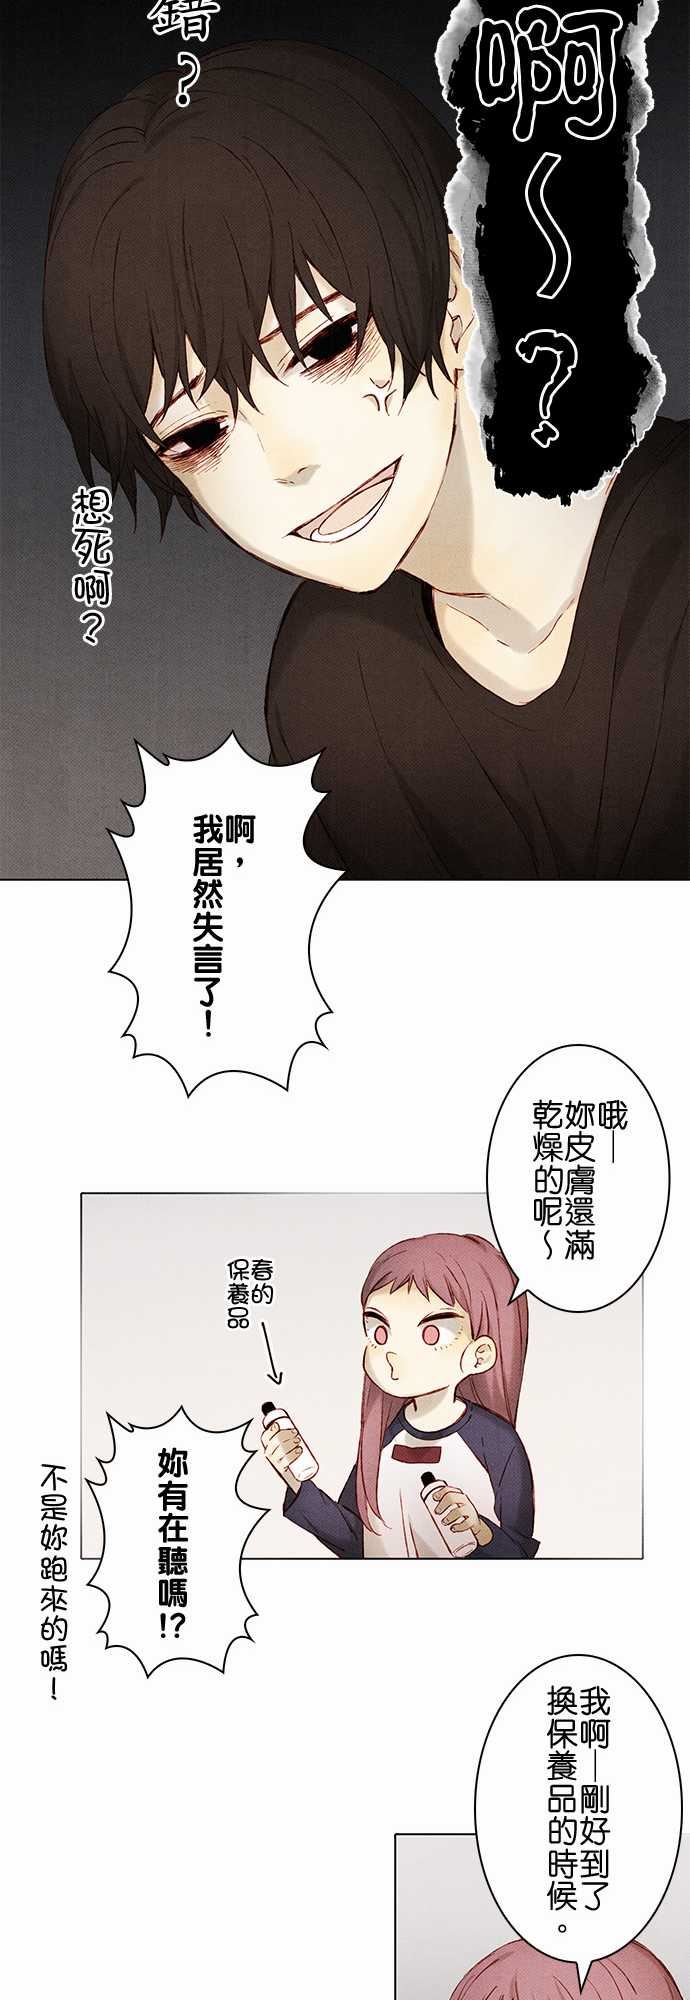 啊～？
錯？
想死啊？
啊，
我居然失言了！
哦—
妳皮膚還滿
乾燥的呢～
春的
保養品
妳有在聽嗎!?
不是妳跑來的嗎！
我啊—剛好到了
換保養品的時候。